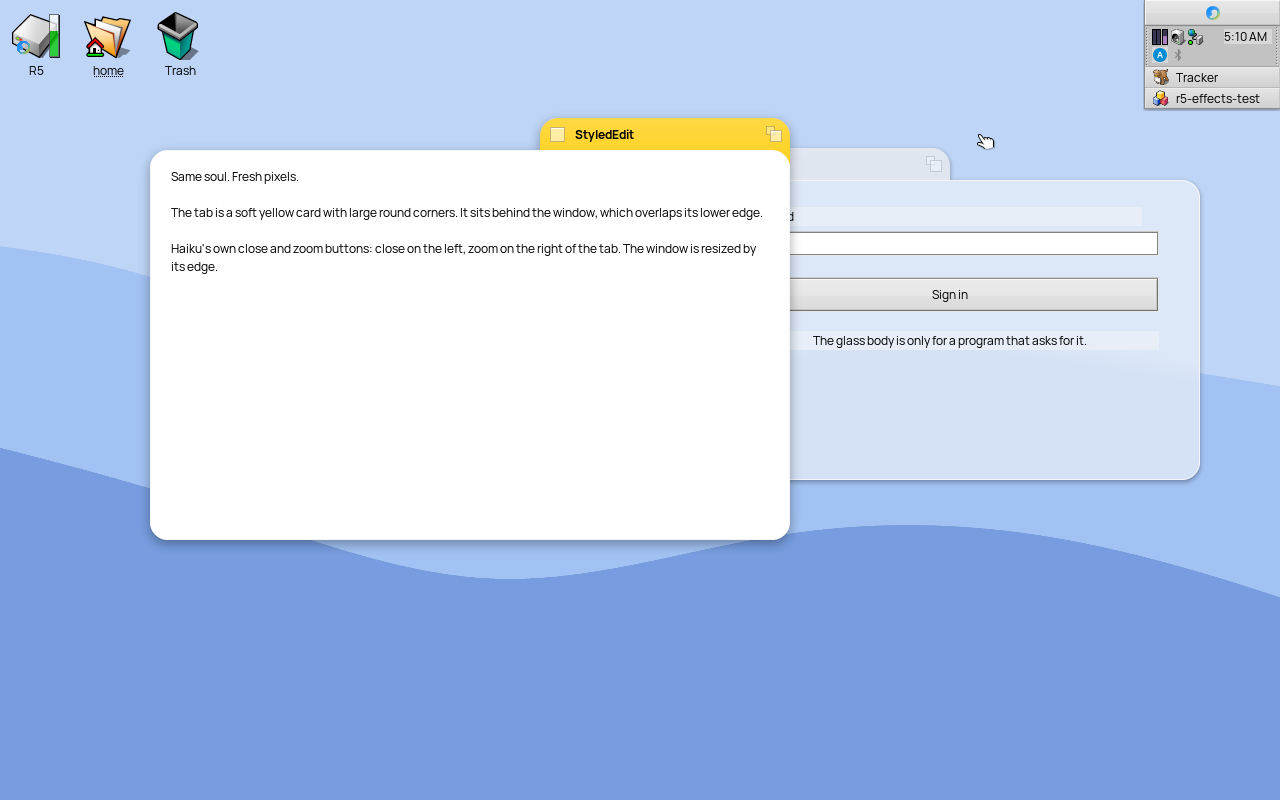 R5
home
Trash
5:10 AM
A
Tracker
r5-effects-test
StyledEdit
Same soul. Fresh pixels.
The tab is a soft yellow card with large round corners. It sits behind the window, which overlaps its lower edge.
Haiku's own close and zoom buttons: close on the left, zoom on the right of the tab. The window is resized by
its edge.
Sign in
The glass body is only for a program that asks for it.